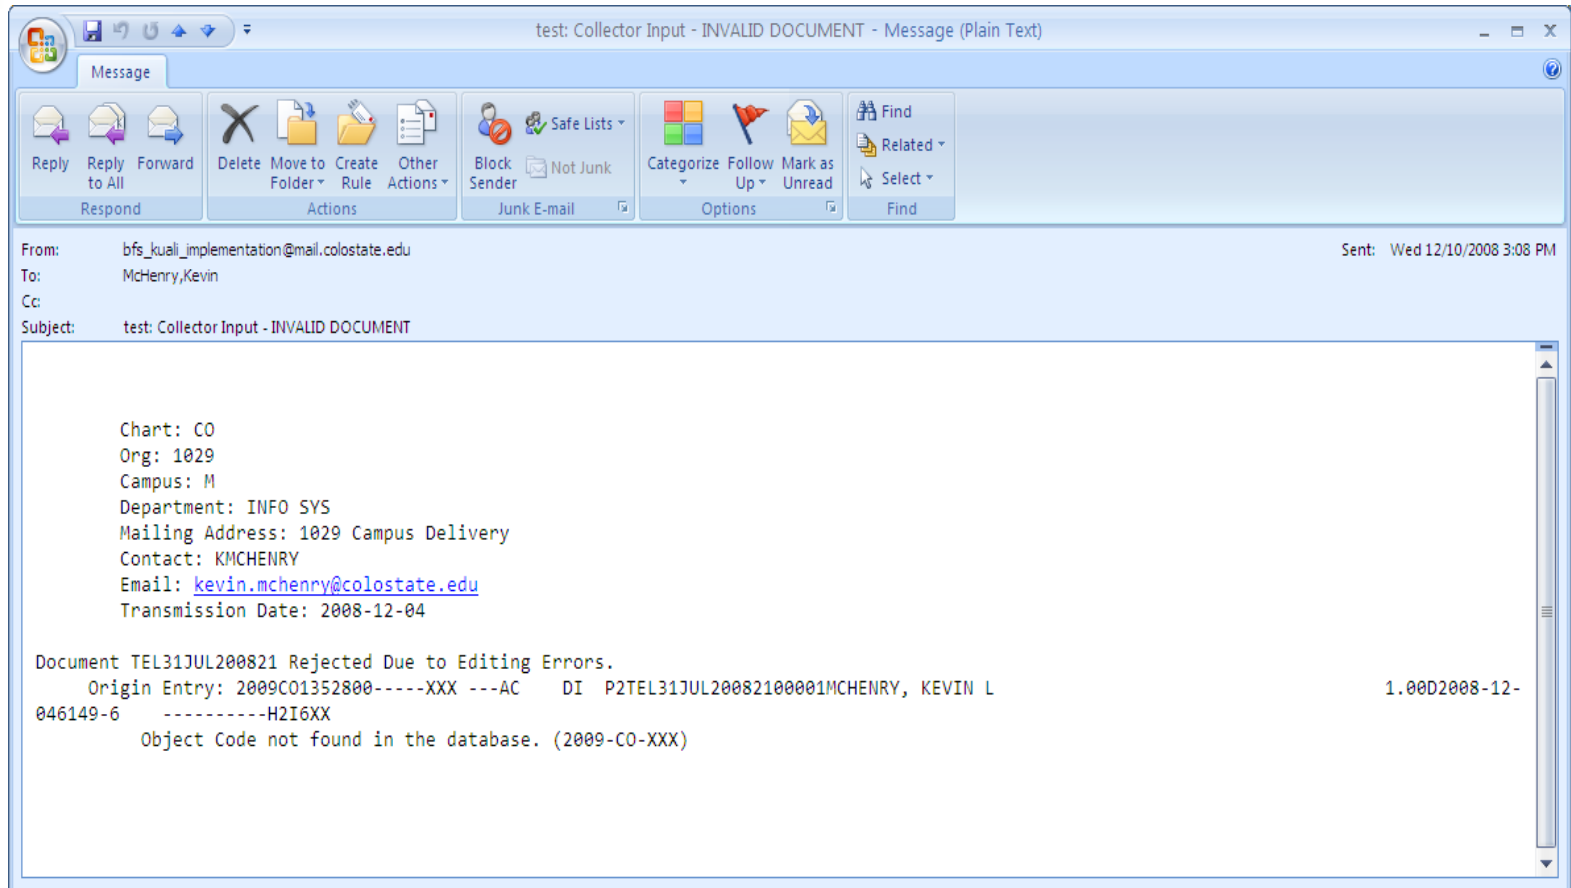 test: Collector Input - INVALID DOCUMENT - Message (Plain Text)
Message
Reply
Reply to All
Forward
Respond
Delete
Move to Folder
Create Rule
Other Actions
Actions
Block Sender
Safe Lists
Not Junk
Junk E-mail
Categorize
Follow Up
Mark as Unread
Options
Find
Related
Select
Find
From: bfs_kuali_implementation@mail.colostate.edu Sent: Wed 12/10/2008 3:08 PM
To: McHenry,Kevin
Cc:
Subject: test: Collector Input - INVALID DOCUMENT
Chart: CO
Org: 1029
Campus: M
Department: INFO SYS
Mailing Address: 1029 Campus Delivery
Contact: KMCHENRY
Email: kevin.mchenry@colostate.edu
Transmission Date: 2008-12-04
Document TEL31JUL200821 Rejected Due to Editing Errors.
Origin Entry: 2009CO1352800-----XXX ---AC    DI  P2TEL31JUL20082100001MCHENRY, KEVIN L 1.00D2008-12-
046149-6    ----------H2I6XX
Object Code not found in the database. (2009-CO-XXX)